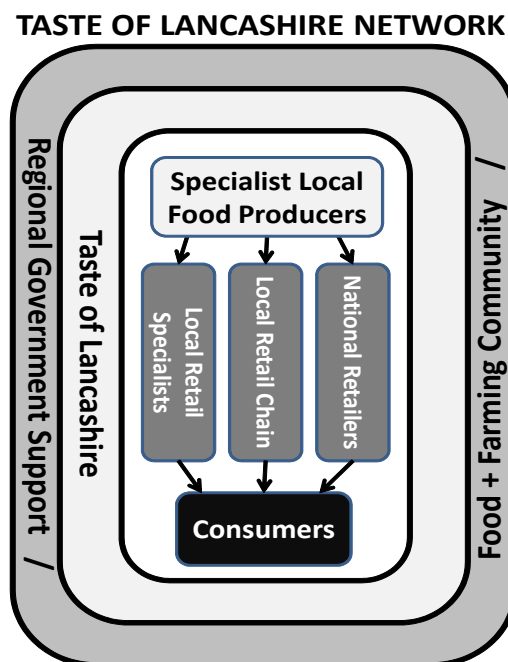 TASTE OF LANCASHIRE NETWORK
Regional Government Support /
Taste of Lancashire
Specialist Local
Food Producers
Local Retail
Specialists
Local Retail Chain
National Retailers
Consumers
Food + Farming Community /